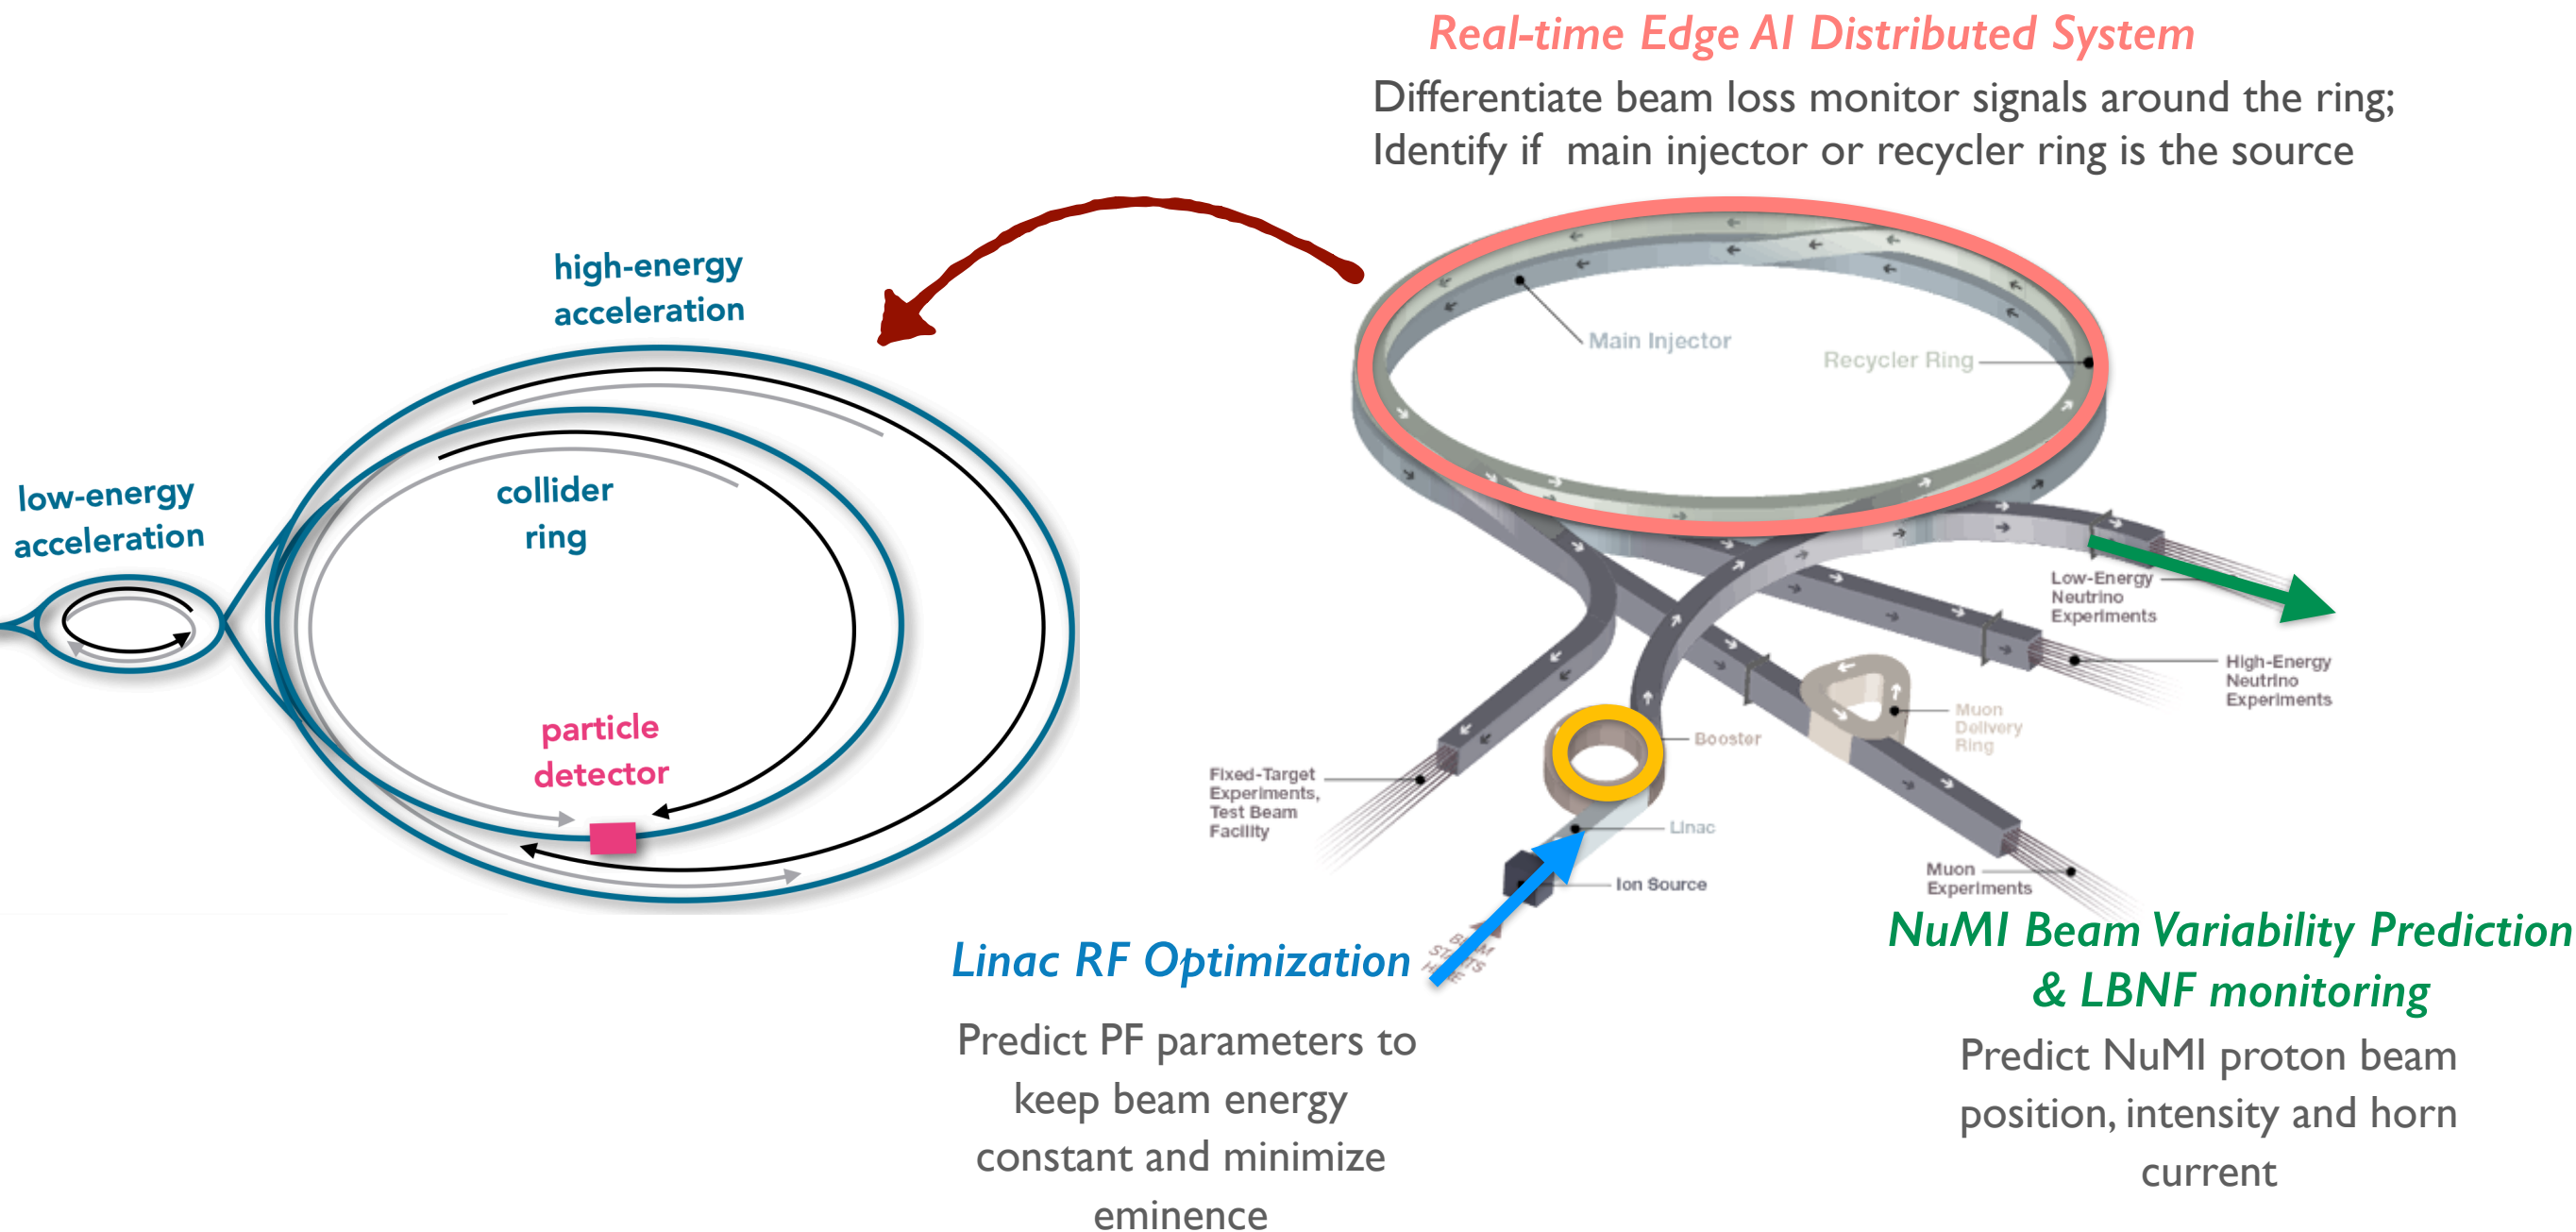 Real-time Edge AI Distributed System
Differentiate beam loss monitor signals around the ring;
Identify if main injector or recycler ring is the source
high-energy
acceleration
low-energy
acceleration
collider
ring
particle
detector
Main Injector
Recycler Ring
Low-Energy
Neutrino
Experiments
High-Energy
Neutrino
Experiments
Muon
Delivery
Ring
Booster
Fixed-Target
Experiments,
Test Beam
Facility
Linac
Ion Source
Muon
Experiments
Linac RF Optimization
Predict PF parameters to
keep beam energy
constant and minimize
eminence
NuMI Beam Variability Prediction
& LBNF monitoring
Predict NuMI proton beam
position, intensity and horn
current